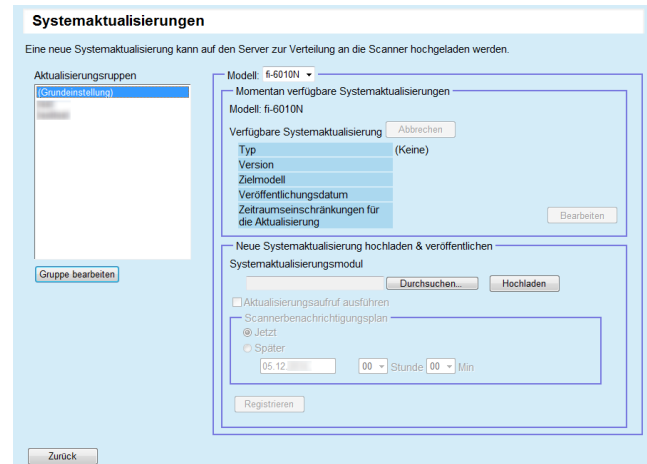 Systemaktualisierungen
Eine neue Systemaktualisierung kann auf den Server zur Verteilung an die Scanner hochgeladen werden.
Aktualisierungsruppen
(Grundeinstellung)
Gruppe bearbeiten
Modell: fi-6010N
Momentan verfügbare Systemaktualisierungen
Modell: fi-6010N
Verfügbare Systemaktualisierung Abbrechen
Typ (Keine)
Version
Zielmodell
Veröffentlichungsdatum
Zeitraumseinschränkungen für
die Aktualisierung
Bearbeiten
Neue Systemaktualisierung hochladen & veröffentlichen
Systemaktualisierungsmodul
Durchsuchen... Hochladen
Aktualisierungsaufruf ausführen
Scannerbenachrichtigungsplan
Jetzt
Später
05.12. 00 Stunde 00 Min
Registrieren
Zurück